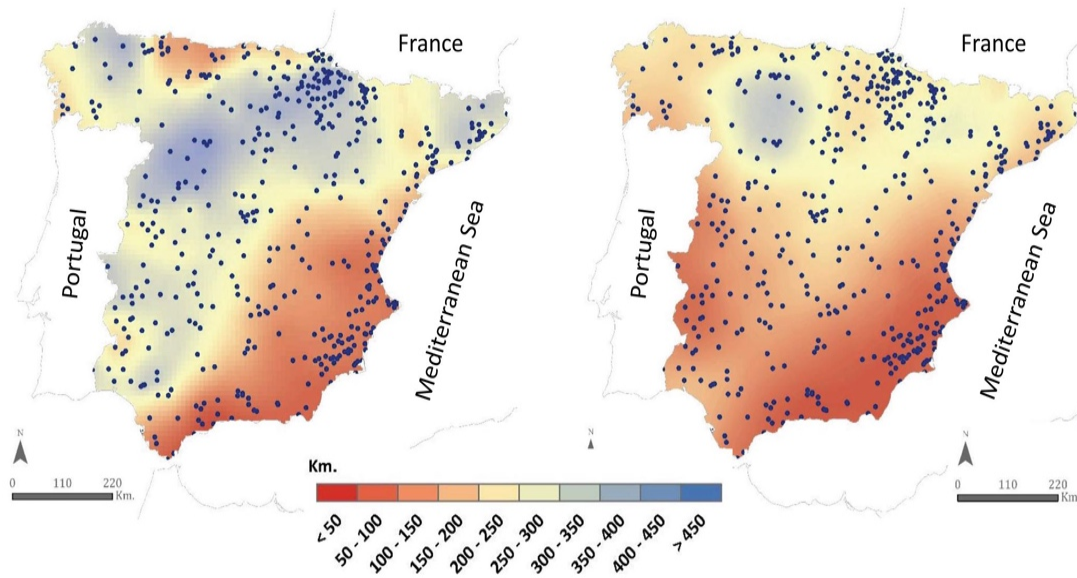 France
Portugal
Mediterranean Sea
N
0 110 220
Km.
France
Portugal
Mediterranean Sea
N
N
0 110 220
Km.
Km.
< 50
50 - 100
100 - 150
150 - 200
200 - 250
250 - 300
300 - 350
350 - 400
400 - 450
> 450